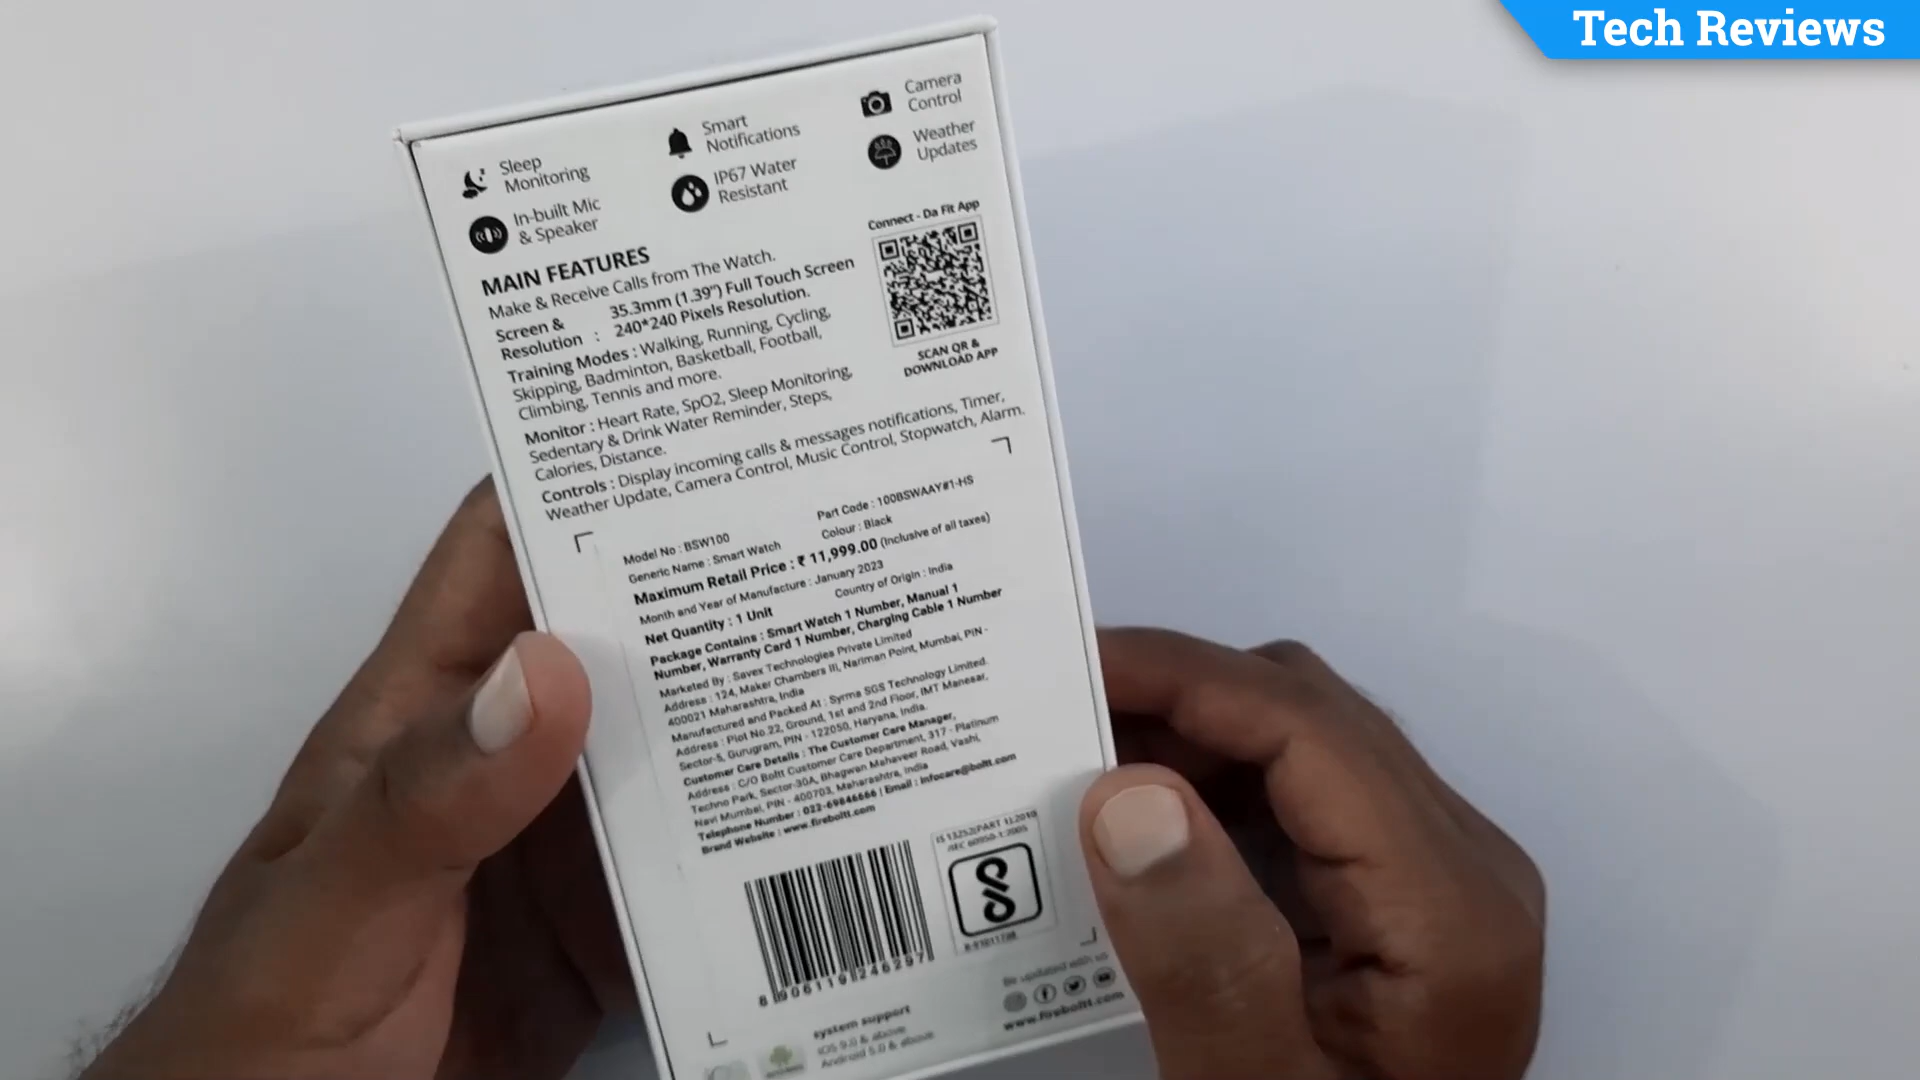 Tech Reviews
Sleep
Monitoring
Smart
Notifications
Camera
Control
In-built Mic
& Speaker
IP67 Water
Resistant
Weather
Updates
Connect - Da Fit App
SCAN QR &
DOWNLOAD APP
MAIN FEATURES
Make & Receive Calls from The Watch.
Screen & Resolution : 35.3mm (1.39") Full Touch Screen
240*240 Pixels Resolution.
Training Modes : Walking, Running, Cycling,
Skipping, Badminton, Basketball, Football,
Climbing, Tennis and more.
Monitor : Heart Rate, SpO2, Sleep Monitoring,
Sedentary & Drink Water Reminder, Steps,
Calories, Distance.
Controls : Display incoming calls & messages notifications, Timer,
Weather Update, Camera Control, Music Control, Stopwatch, Alarm.
Model No : BSW100
Part Code : 100BSWAAY#1-HS
Generic Name : Smart Watch
Colour : Black
Maximum Retail Price : ₹ 11,999.00 (Inclusive of all taxes)
Month and Year of Manufacture : January 2023
Net Quantity : 1 Unit
Country of Origin : India
Package Contains : Smart Watch 1 Number, Manual 1
Number, Warranty Card 1 Number, Charging Cable 1 Number
Marketed By : Savex Technologies Private Limited
Address : 124, Maker Chambers III, Nariman Point, Mumbai, PIN -
400021 Maharashtra, India
Manufactured and Packed At : Syrma SGS Technology Limited.
Address : Plot No.22, Ground, 1st and 2nd Floor, IMT Manesar,
Sector-5, Gurugram, PIN - 122050, Haryana, India.
Customer Care Details : The Customer Care Manager,
Address : C/O Boltt Customer Care Department, 317 - Platinum
Techno Park, Sector-30A, Bhagwan Mahaveer Road, Vashi,
Navi Mumbai, PIN - 400703, Maharashtra, India
Telephone Number : 022-69846666 | Email : infocare@boltt.com
Brand Website : www.fireboltt.com
IS 13252(PART 1):2010
/IEC 60950-1:2005
8 906119 246297
Be updated with us
www.fireboltt.com
system support
iOS 9.0 & above
Android 5.0 & above